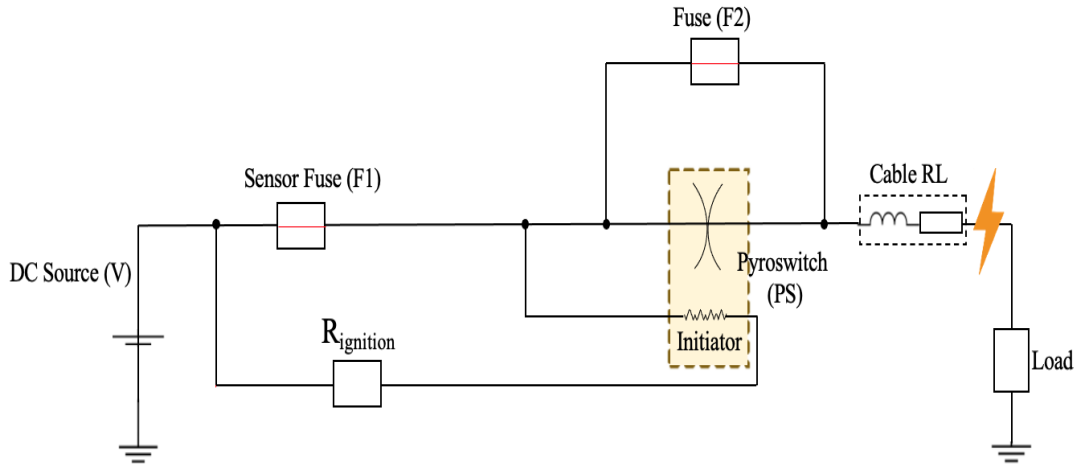 Fuse (F2)
Sensor Fuse (F1)
Cable RL
DC Source (V)
Pyroswitch
(PS)
Rignition
Initiator
Load